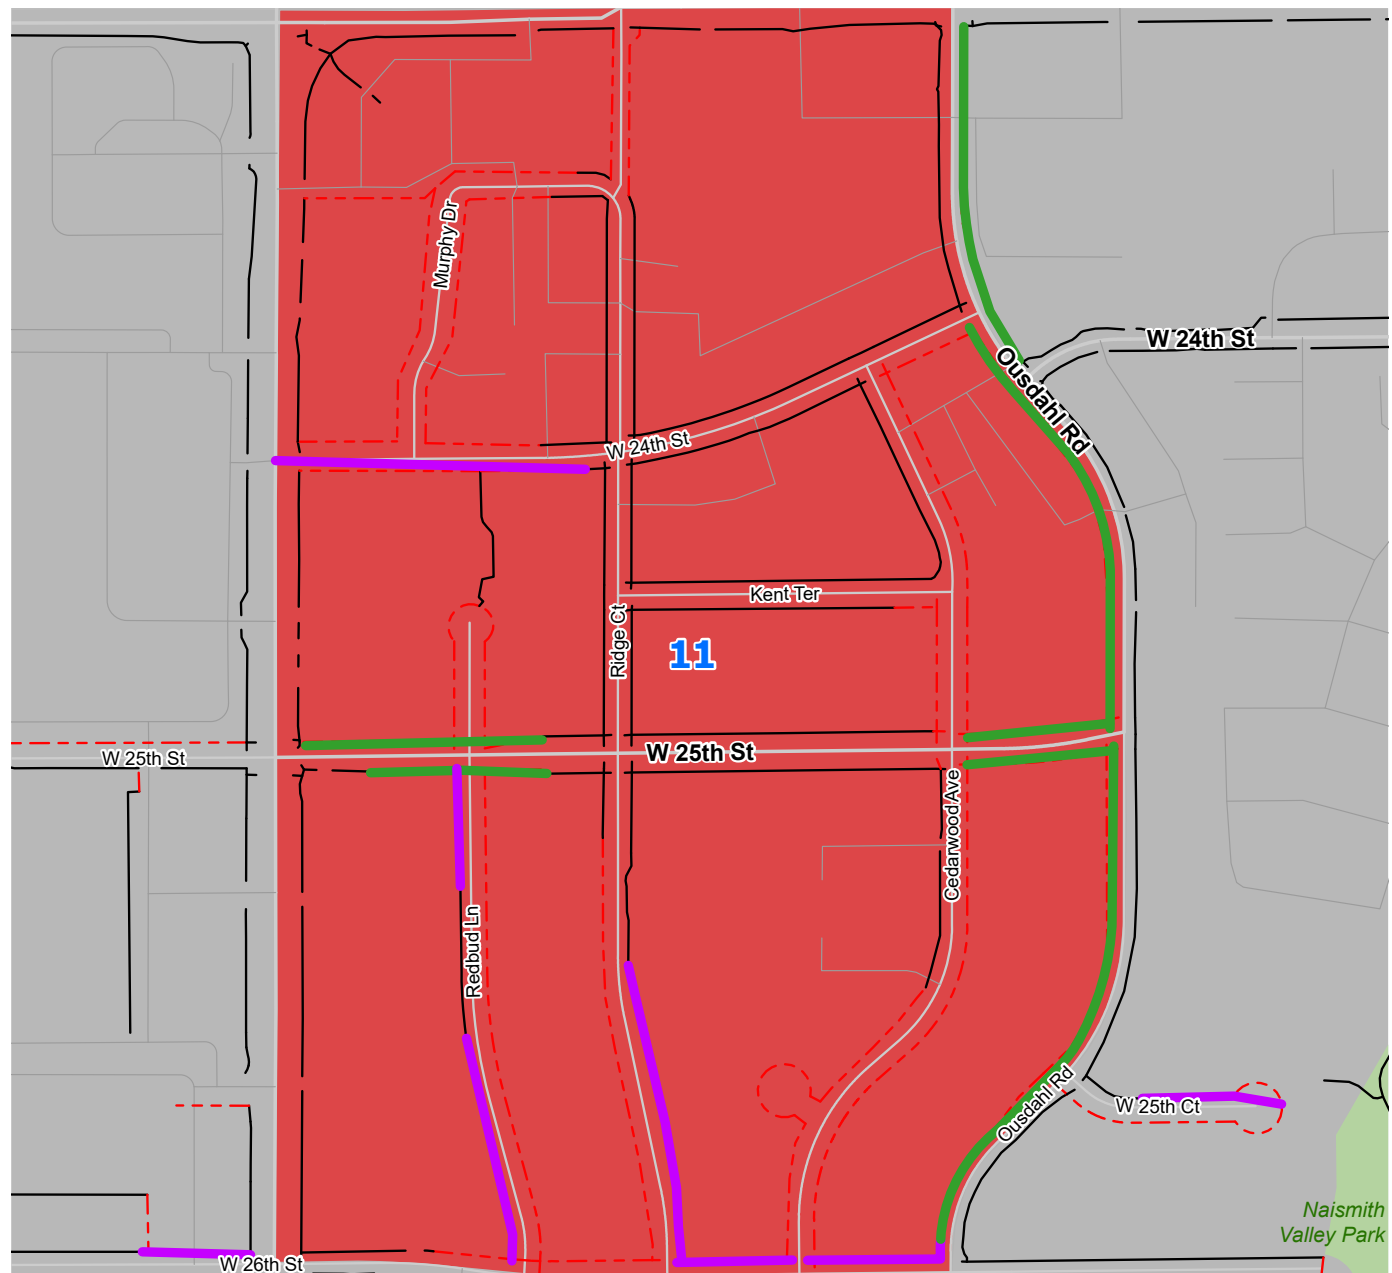 Murphy Dr
W 24th St
Ousdahl Rd
W 24th St
Kent Ter
Ridge Ct
11
W 25th St
W 25th St
Cedarwood Ave
Redbud Ln
Ousdahl Rd
W 25th Ct
Naismith
Valley Park
W 26th St